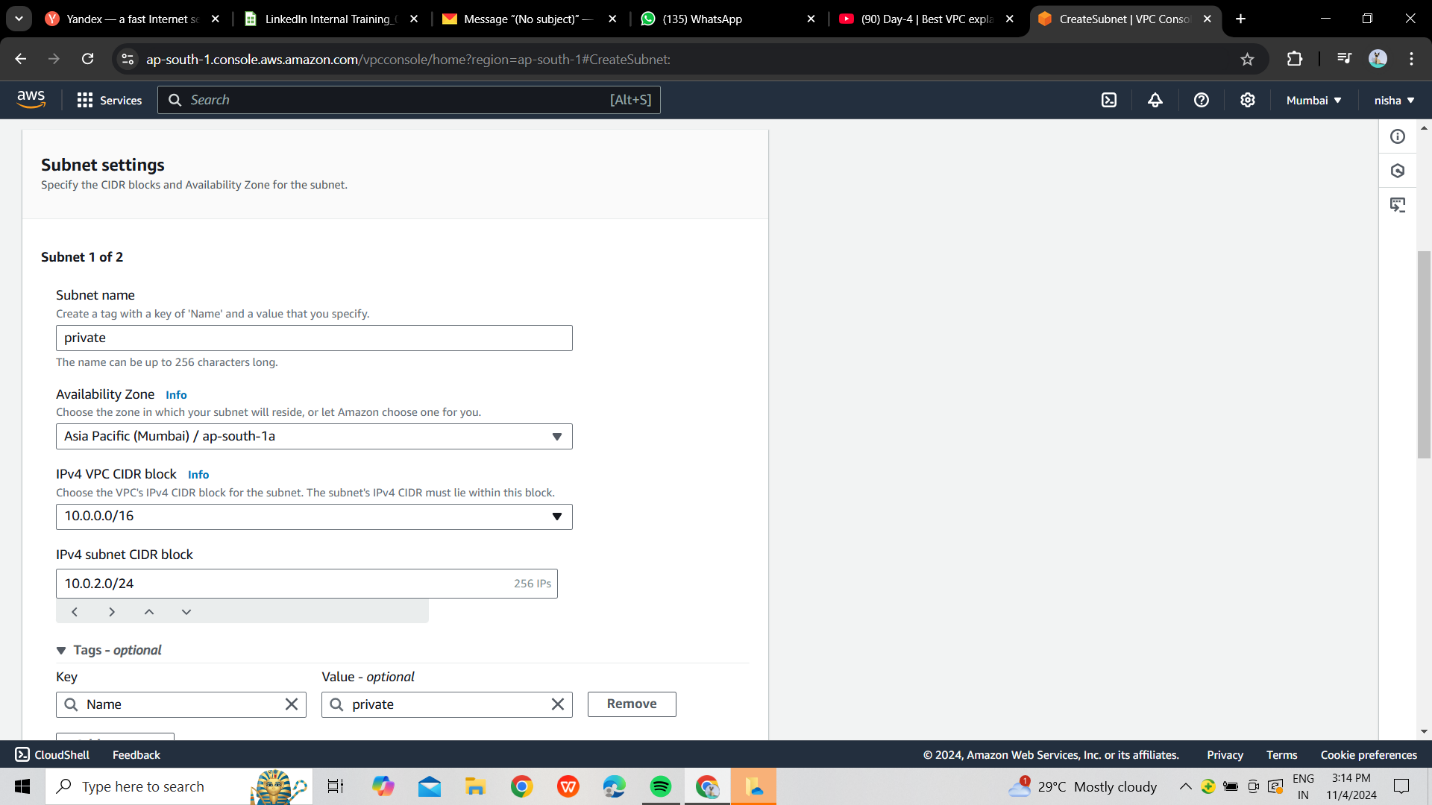 Yandex — a fast Internet se
LinkedIn Internal Training_
Message "(No subject)" —
(135) WhatsApp
(90) Day-4 | Best VPC expla
CreateSubnet | VPC Conso
ap-south-1.console.aws.amazon.com/vpcconsole/home?region=ap-south-1#CreateSubnet:
aws
Services
Search
[Alt+S]
Mumbai
nisha
Subnet settings
Specify the CIDR blocks and Availability Zone for the subnet.
Subnet 1 of 2
Subnet name
Create a tag with a key of 'Name' and a value that you specify.
private
The name can be up to 256 characters long.
Availability Zone Info
Choose the zone in which your subnet will reside, or let Amazon choose one for you.
Asia Pacific (Mumbai) / ap-south-1a
IPv4 VPC CIDR block Info
Choose the VPC's IPv4 CIDR block for the subnet. The subnet's IPv4 CIDR must lie within this block.
10.0.0.0/16
IPv4 subnet CIDR block
10.0.2.0/24
256 IPs
Tags - optional
Key
Value - optional
Name
private
Remove
CloudShell
Feedback
© 2024, Amazon Web Services, Inc. or its affiliates.
Privacy
Terms
Cookie preferences
Type here to search
1
29°C Mostly cloudy
ENG
IN
3:14 PM
11/4/2024